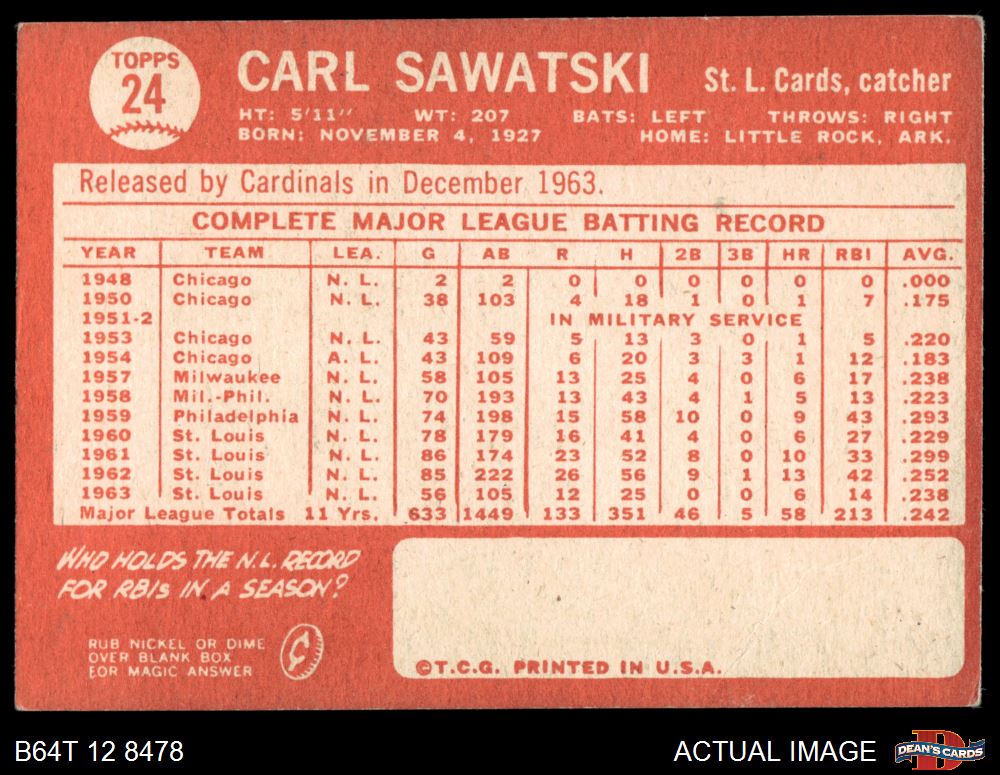 TOPPS
24
CARL SAWATSKI St. L. Cards, catcher
HT: 5'11" WT: 207 BATS: LEFT THROWS: RIGHT
BORN: NOVEMBER 4, 1927 HOME: LITTLE ROCK, ARK.
Released by Cardinals in December 1963.
COMPLETE MAJOR LEAGUE BATTING RECORD
YEAR TEAM LEA. G AB R H 2B 3B HR RBI AVG.
1948 Chicago N. L. 2 2 0 0 0 0 0 0 .000
1950 Chicago N. L. 38 103 4 18 1 0 1 7 .175
1951-2 IN MILITARY SERVICE
1953 Chicago N. L. 43 59 5 13 3 0 1 5 .220
1954 Chicago A. L. 43 109 6 20 3 3 1 12 .183
1957 Milwaukee N. L. 58 105 13 25 4 0 6 17 .238
1958 Mil.-Phil. N. L. 70 193 13 43 4 1 5 13 .223
1959 Philadelphia N. L. 74 198 15 58 10 0 9 43 .293
1960 St. Louis N. L. 78 179 16 41 4 0 6 27 .229
1961 St. Louis N. L. 86 174 23 52 8 0 10 33 .299
1962 St. Louis N. L. 85 222 26 56 9 1 13 42 .252
1963 St. Louis N. L. 56 105 12 25 0 0 6 14 .238
Major League Totals 11 Yrs. 633 1449 133 351 46 5 58 213 .242
WHO HOLDS THE N.L. RECORD
FOR RBIs IN A SEASON?
RUB NICKEL OR DIME
OVER BLANK BOX
FOR MAGIC ANSWER
©T.C.G. PRINTED IN U.S.A.
B64T 12 8478 ACTUAL IMAGE
D
DEAN'S CARDS